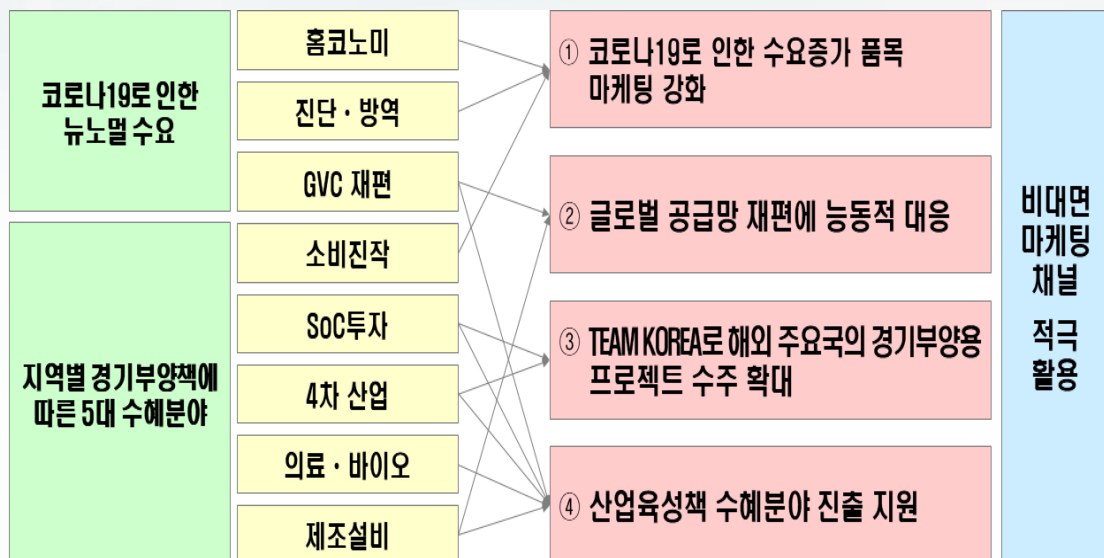 코로나19로 인한
뉴노멀 수요
지역별 경기부양책에
따른 5대 수혜분야
홈코노미
진단·방역
GVC 재편
소비진작
SoC투자
4차 산업
의료·바이오
제조설비
① 코로나19로 인한 수요증가 품목
마케팅 강화
② 글로벌 공급망 재편에 능동적 대응
③ TEAM KOREA로 해외 주요국의 경기부양용
프로젝트 수주 확대
④ 산업육성책 수혜분야 진출 지원
비대면
마케팅
채널
적극
활용